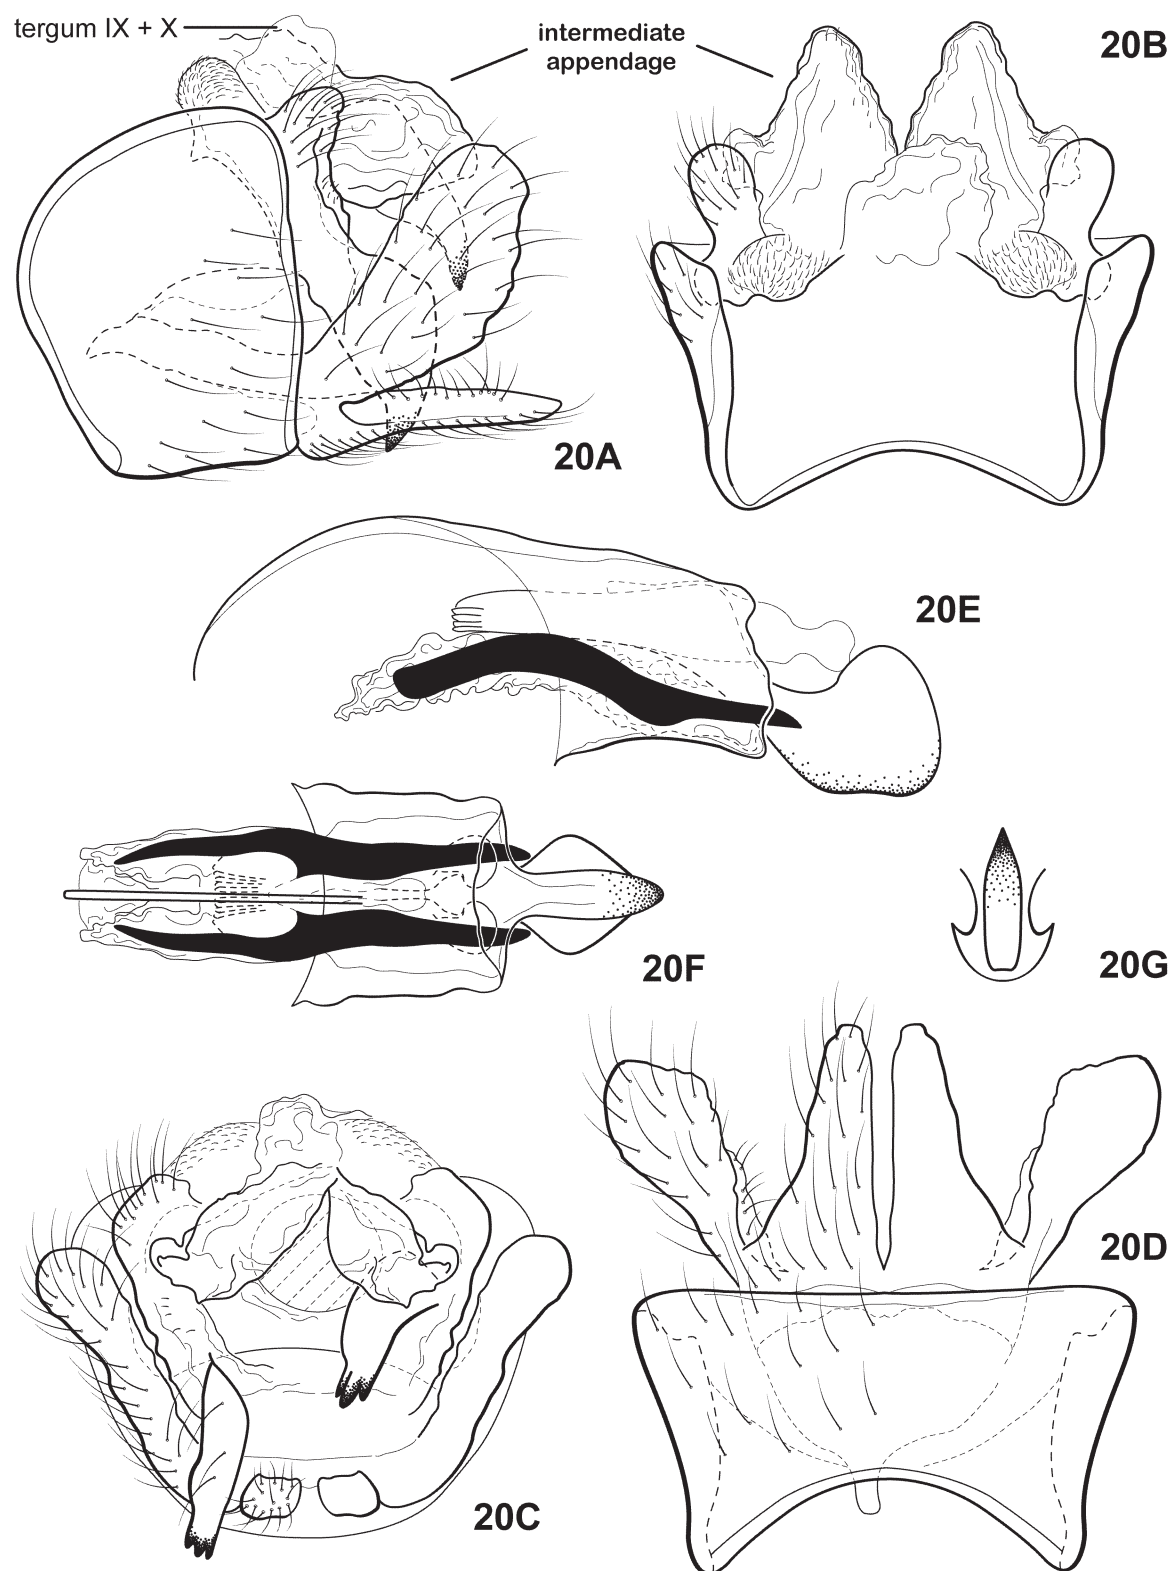 tergum IX + X
intermediate
appendage
20B
20A
20E
20F
20G
20D
20C